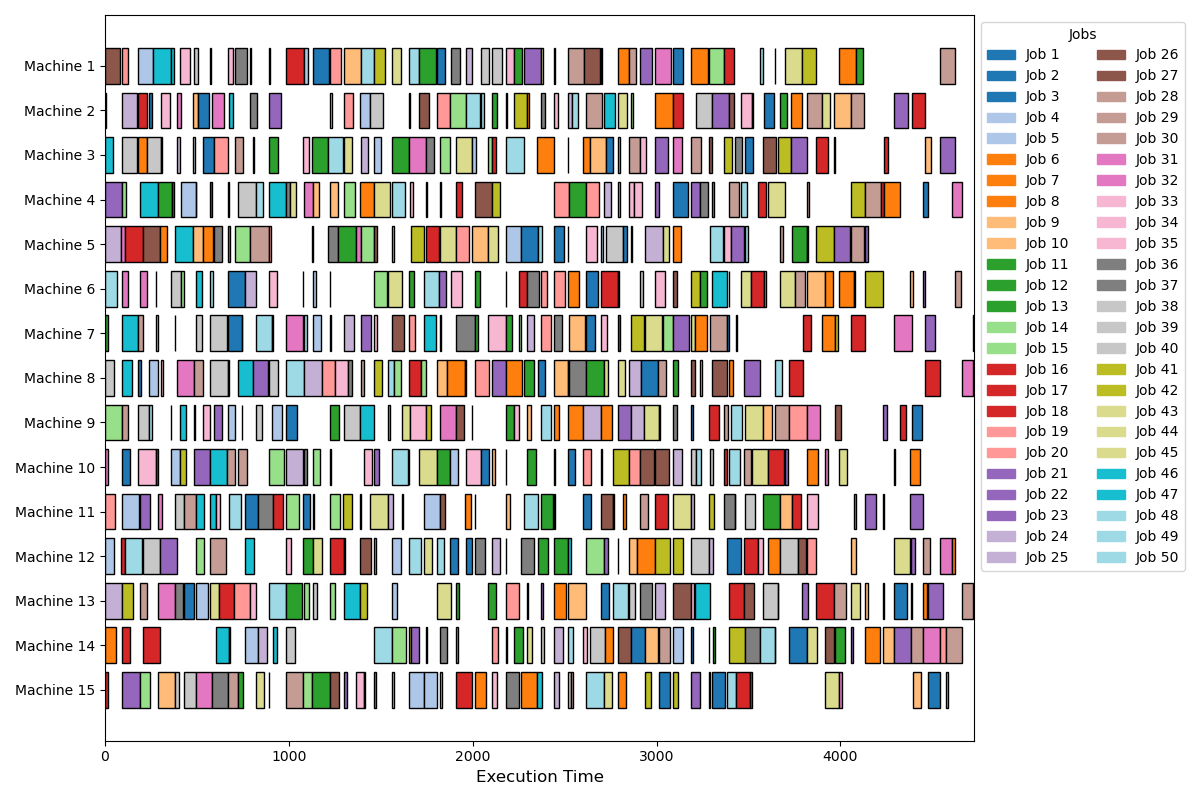 Machine 1
Machine 2
Machine 3
Machine 4
Machine 5
Machine 6
Machine 7
Machine 8
Machine 9
Machine 10
Machine 11
Machine 12
Machine 13
Machine 14
Machine 15
0 1000 2000 3000 4000
Execution Time
Jobs
Job 1
Job 2
Job 3
Job 4
Job 5
Job 6
Job 7
Job 8
Job 9
Job 10
Job 11
Job 12
Job 13
Job 14
Job 15
Job 16
Job 17
Job 18
Job 19
Job 20
Job 21
Job 22
Job 23
Job 24
Job 25
Job 26
Job 27
Job 28
Job 29
Job 30
Job 31
Job 32
Job 33
Job 34
Job 35
Job 36
Job 37
Job 38
Job 39
Job 40
Job 41
Job 42
Job 43
Job 44
Job 45
Job 46
Job 47
Job 48
Job 49
Job 50